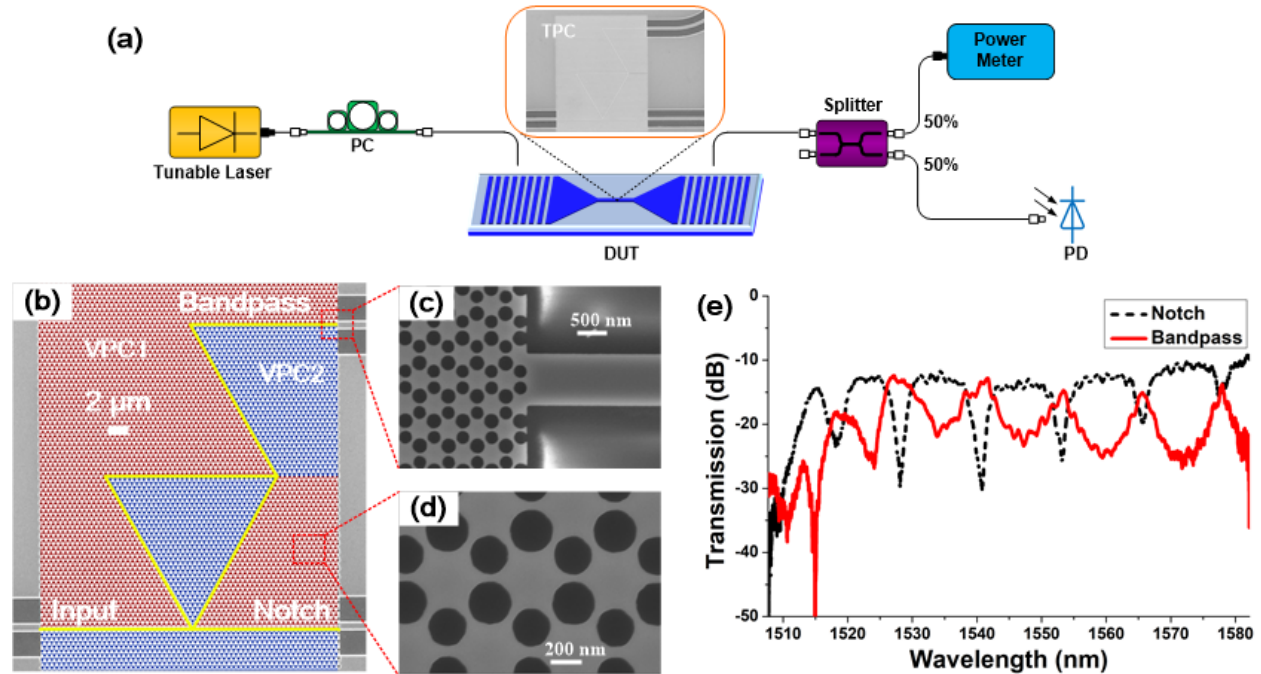 (a)
TPC
Power
Meter
Splitter
50%
50%
PC
Tunable Laser
DUT
PD
(b)
Bandpass
VPC1
VPC2
2 μm
Input
Notch
(c)
500 nm
(d)
200 nm
(e)
Notch
Bandpass
Transmission (dB)
0
-10
-20
-30
-40
-50
1510 1520 1530 1540 1550 1560 1570 1580
Wavelength (nm)